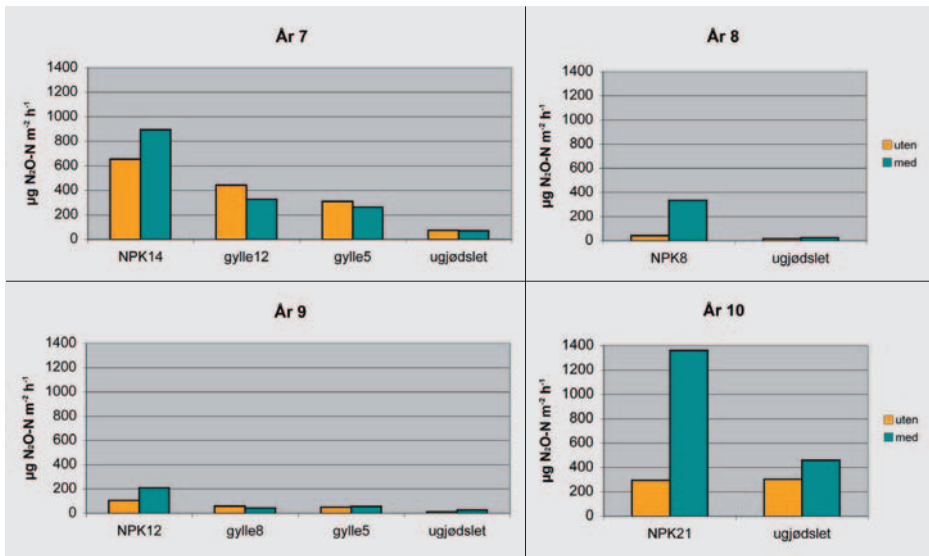 År 7
µg N₂O-N m⁻² h⁻¹
1400
1200
1000
800
600
400
200
0
NPK14 gylle12 gylle5 ugjødslet
År 8
µg N₂O-N m⁻² h⁻¹
1400
1200
1000
800
600
400
200
0
NPK8 ugjødslet
uten
med
År 9
µg N₂O-N m⁻² h⁻¹
1400
1200
1000
800
600
400
200
0
NPK12 gylle8 gylle5 ugjødslet
År 10
µg N₂O-N m⁻² h⁻¹
1400
1200
1000
800
600
400
200
0
NPK21 ugjødslet
uten
med